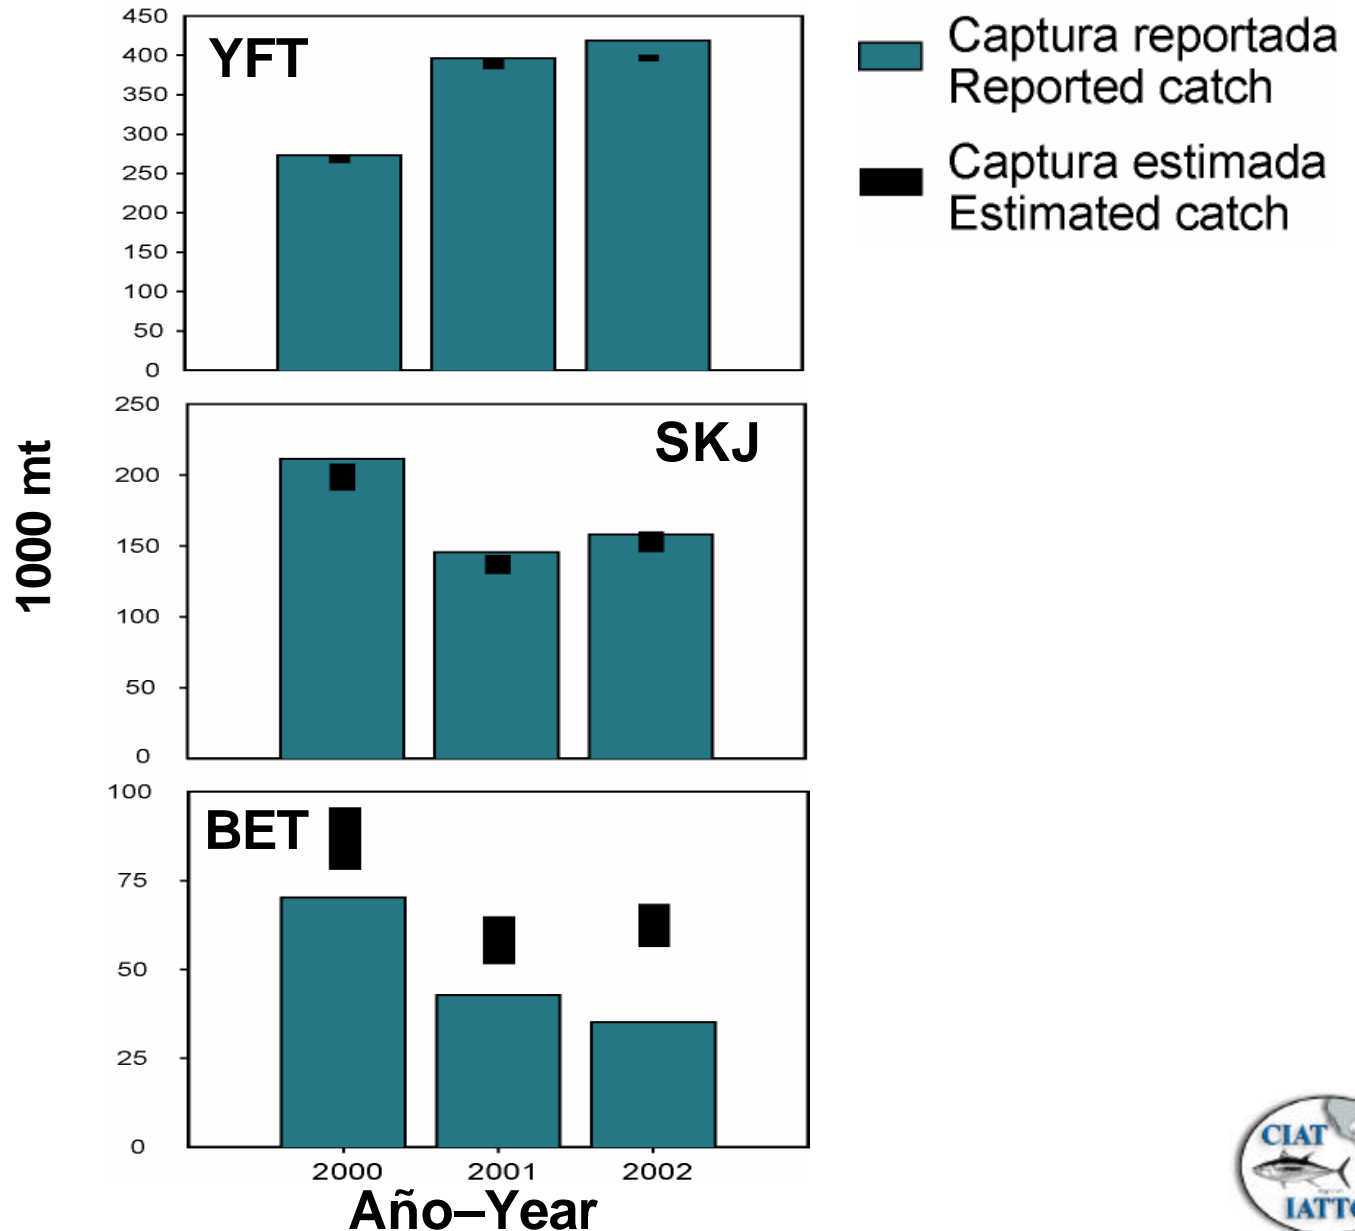 450
400
350
300
250
200
150
100
50
0
YFT
Captura reportada
Reported catch
Captura estimada
Estimated catch
250
200
150
100
50
0
SKJ
1000 mt
100
75
50
25
0
BET
2000 2001 2002
Año–Year
CIAT
IATTC